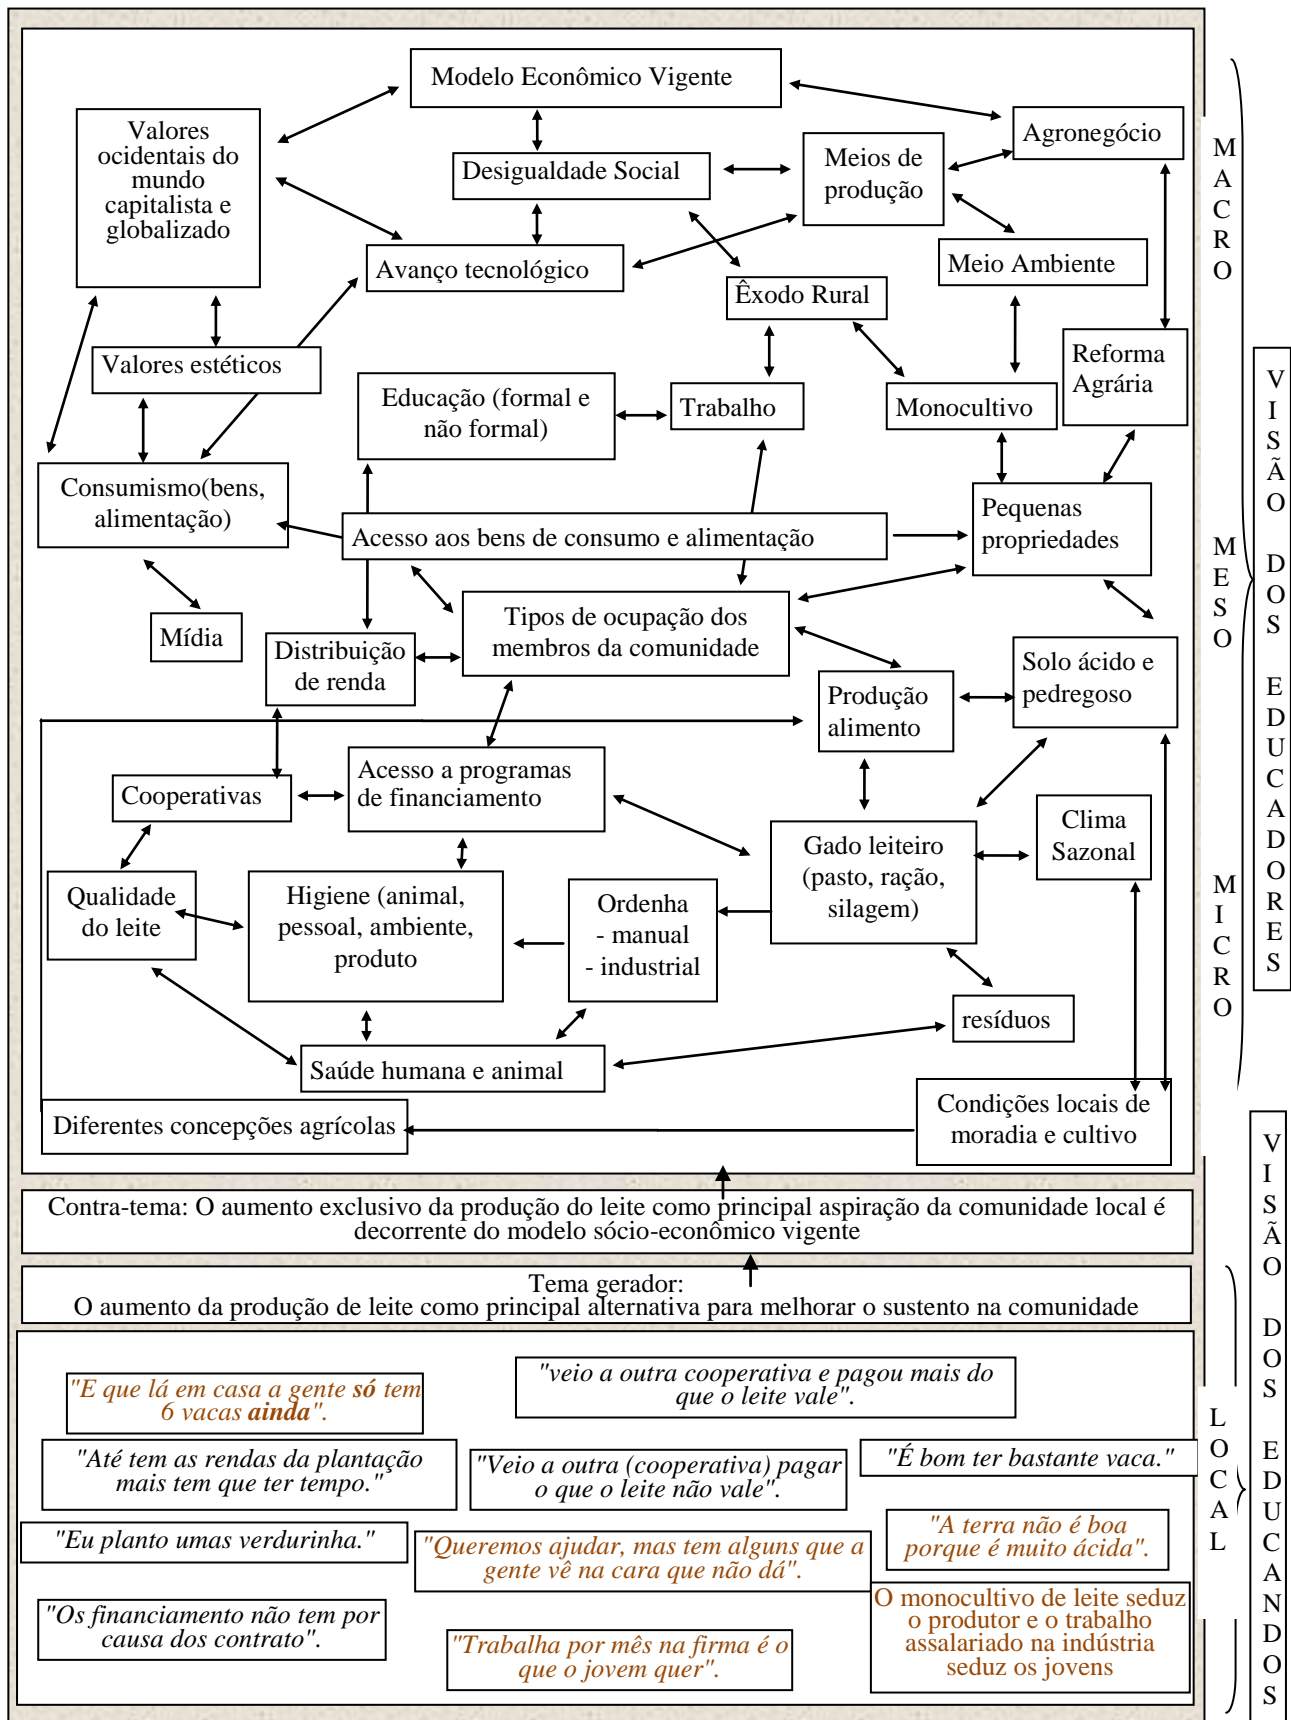 Modelo Econômico Vigente
Valores
ocidentais do
mundo
capitalista e
globalizado
Agronegócio
Meios de
produção
Desigualdade Social
Avanço tecnológico
Meio Ambiente
Êxodo Rural
Valores estéticos
Reforma
Agrária
Educação (formal e
não formal)
Trabalho
Monocultivo
Consumismo(bens,
alimentação)
Acesso aos bens de consumo e alimentação
Pequenas
propriedades
Mídia
Tipos de ocupação dos
membros da comunidade
Distribuição
de renda
Solo ácido e
pedregoso
Produção
alimento
Cooperativas
Acesso a programas
de financiamento
Clima
Sazonal
Gado leiteiro
(pasto, ração,
silagem)
Qualidade
do leite
Higiene (animal,
pessoal, ambiente,
produto
Ordenha
- manual
- industrial
resíduos
Saúde humana e animal
Diferentes concepções agrícolas
Condições locais de
moradia e cultivo
MACRO
MESO
MICRO
VISÃO DOS EDUCADORES
Contra-tema: O aumento exclusivo da produção do leite como principal aspiração da comunidade local é
decorrente do modelo sócio-econômico vigente
Tema gerador:
O aumento da produção de leite como principal alternativa para melhorar o sustento na comunidade
"E que lá em casa a gente só tem
6 vacas ainda".
"veio a outra cooperativa e pagou mais do
que o leite vale".
"Até tem as rendas da plantação
mais tem que ter tempo."
"Veio a outra (cooperativa) pagar
o que o leite não vale".
"É bom ter bastante vaca."
"Eu planto umas verdurinha."
"Queremos ajudar, mas tem alguns que a
gente vê na cara que não dá".
"A terra não é boa
porque é muito ácida".
"Os financiamento não tem por
causa dos contrato".
"Trabalha por mês na firma é o
que o jovem quer".
O monocultivo de leite seduz
o produtor e o trabalho
assalariado na indústria
seduz os jovens
LOCAL
VISÃO DOS EDUCANDOS